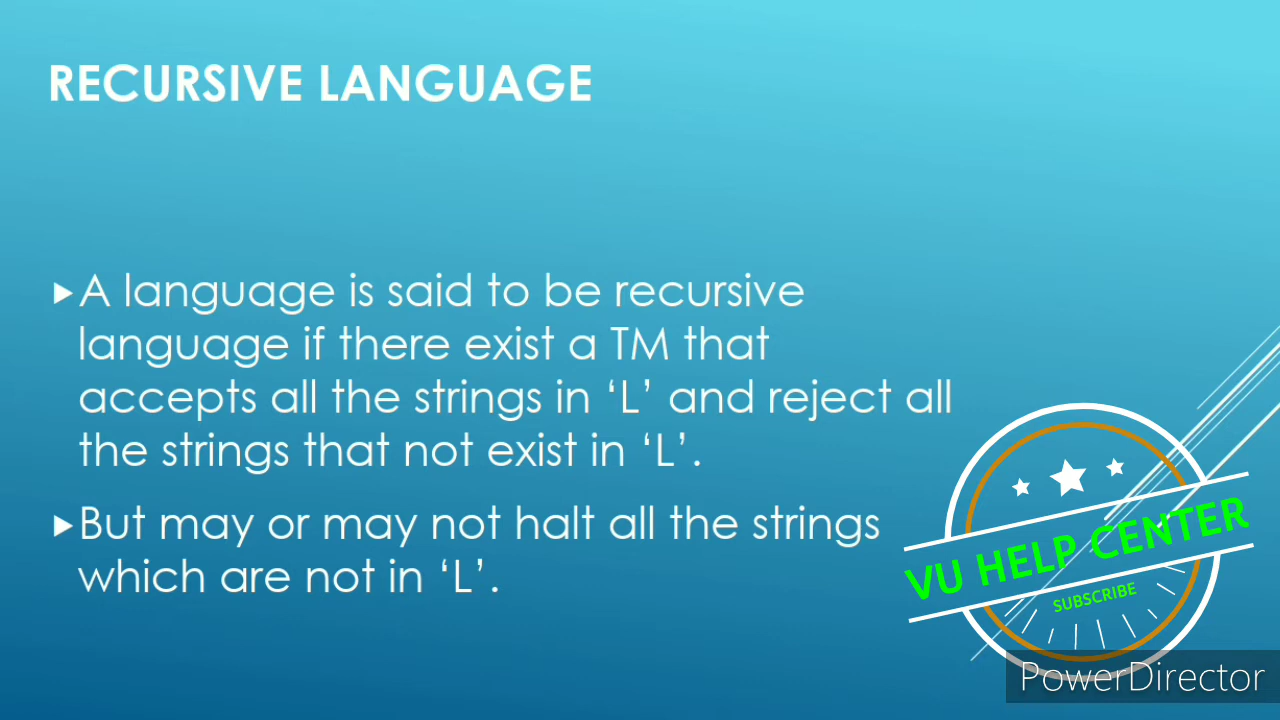 RECURSIVE LANGUAGE
▶A language is said to be recursive
language if there exist a TM that
accepts all the strings in ‘L’ and reject all
the strings that not exist in ‘L’.
▶But may or may not halt all the strings
which are not in ‘L’.
VU HELP CENTER
SUBSCRIBE
PowerDirector